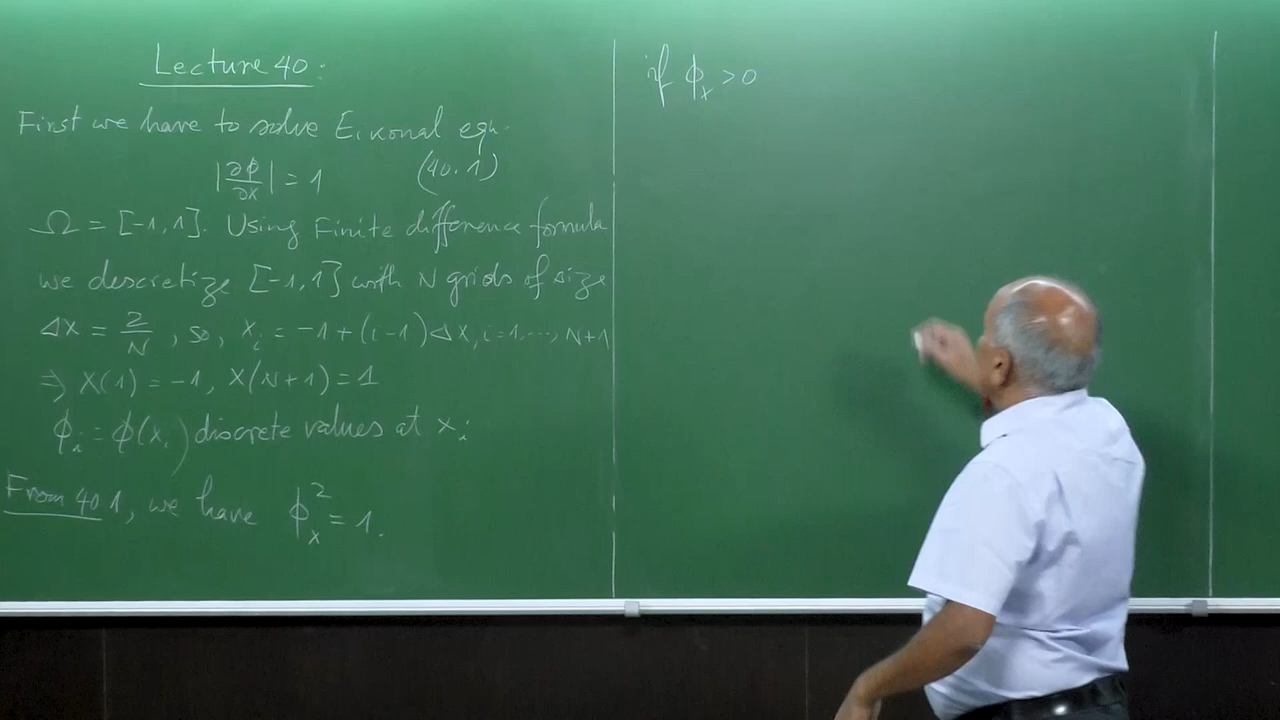 Lecture 40:
First we have to solve Eikonal eqn.
|∂ϕ/∂x| = 1 (40.1)
Ω = [-1,1]. Using Finite difference formula
we descretize [-1,1] with N grids of size
Δx = 2/N, so, x_i = -1+(i-1)Δx, i=1,..., N+1
⇒ X(1) = -1, X(N+1) = 1
ϕ_i = ϕ(x_i) discrete values at x_i
From 40.1, we have ϕ_x^2 = 1.
if ϕ_x > 0